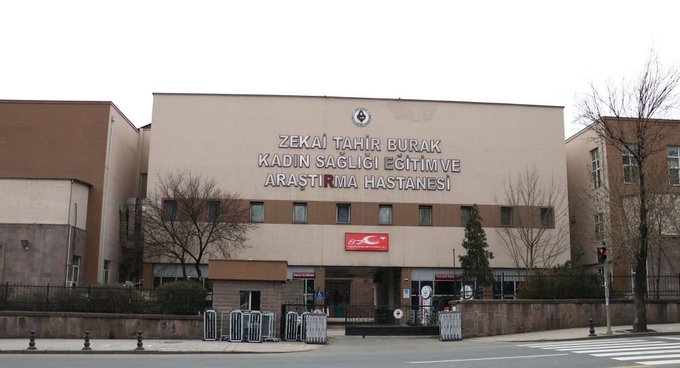 ZEKAİ TAHİR BURAK
KADIN SAĞLIĞI EĞİTİM VE
ARAŞTIRMA HASTANESİ